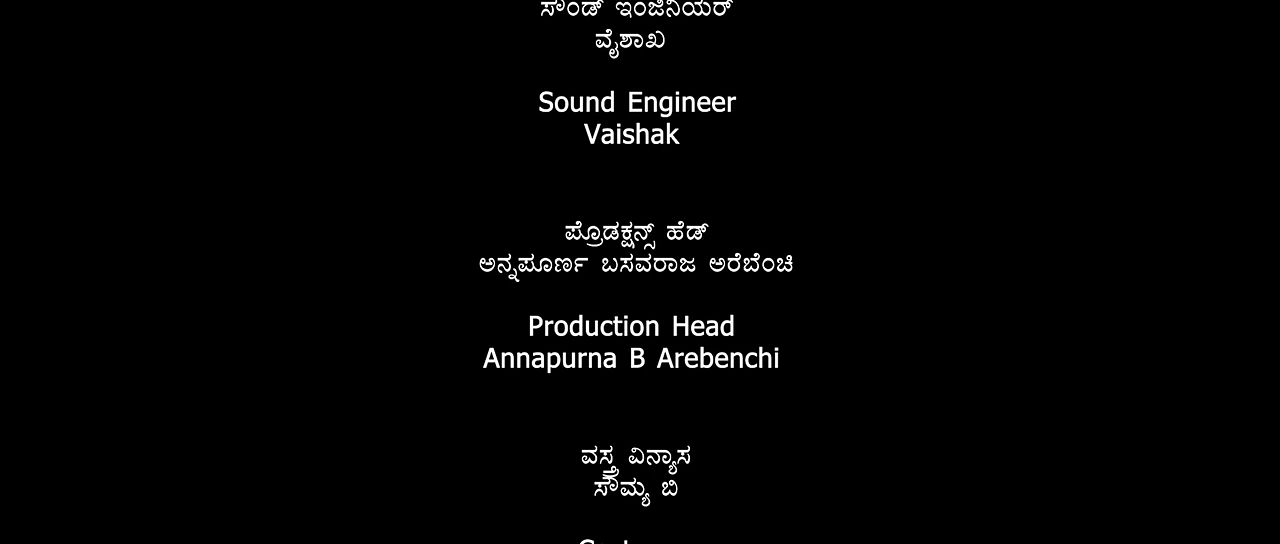 ಸೌಂಡ್ ಇಂಜಿನಿಯರ್
ವೈಶಾಖ
Sound Engineer
Vaishak
ಪ್ರೊಡಕ್ಷನ್ಸ್ ಹೆಡ್
ಅನ್ನಪೂರ್ಣ ಬಸವರಾಜ ಅರೆಬೆಂಚಿ
Production Head
Annapurna B Arebenchi
ವಸ್ತ್ರ ವಿನ್ಯಾಸ
ಸೌಮ್ಯ ಬಿ